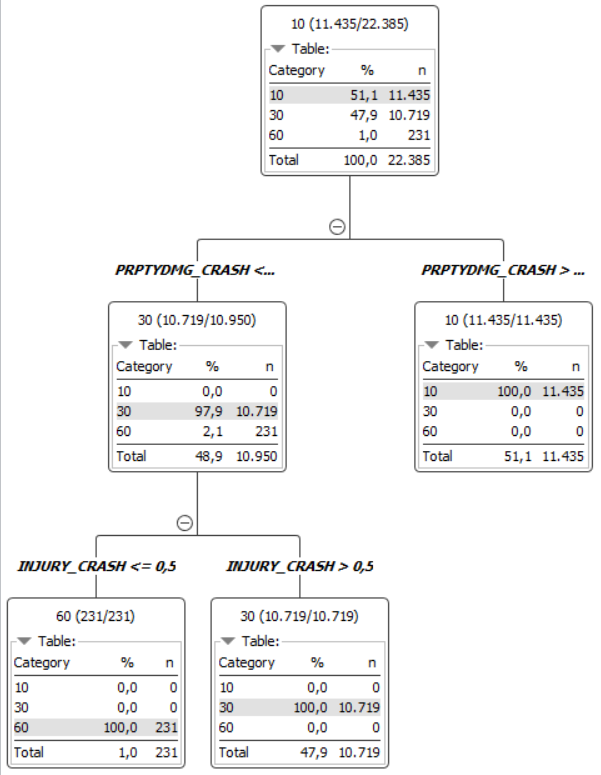 10 (11.435/22.385)
Table:
Category % n
10 51,1 11.435
30 47,9 10.719
60 1,0 231
Total 100,0 22.385
PRPTYDMG_CRASH <...
PRPTYDMG_CRASH > ...
30 (10.719/10.950)
Table:
Category % n
10 0,0 0
30 97,9 10.719
60 2,1 231
Total 48,9 10.950
10 (11.435/11.435)
Table:
Category % n
10 100,0 11.435
30 0,0 0
60 0,0 0
Total 51,1 11.435
INJURY_CRASH <= 0,5
INJURY_CRASH > 0,5
60 (231/231)
Table:
Category % n
10 0,0 0
30 0,0 0
60 100,0 231
Total 1,0 231
30 (10.719/10.719)
Table:
Category % n
10 0,0 0
30 100,0 10.719
60 0,0 0
Total 47,9 10.719